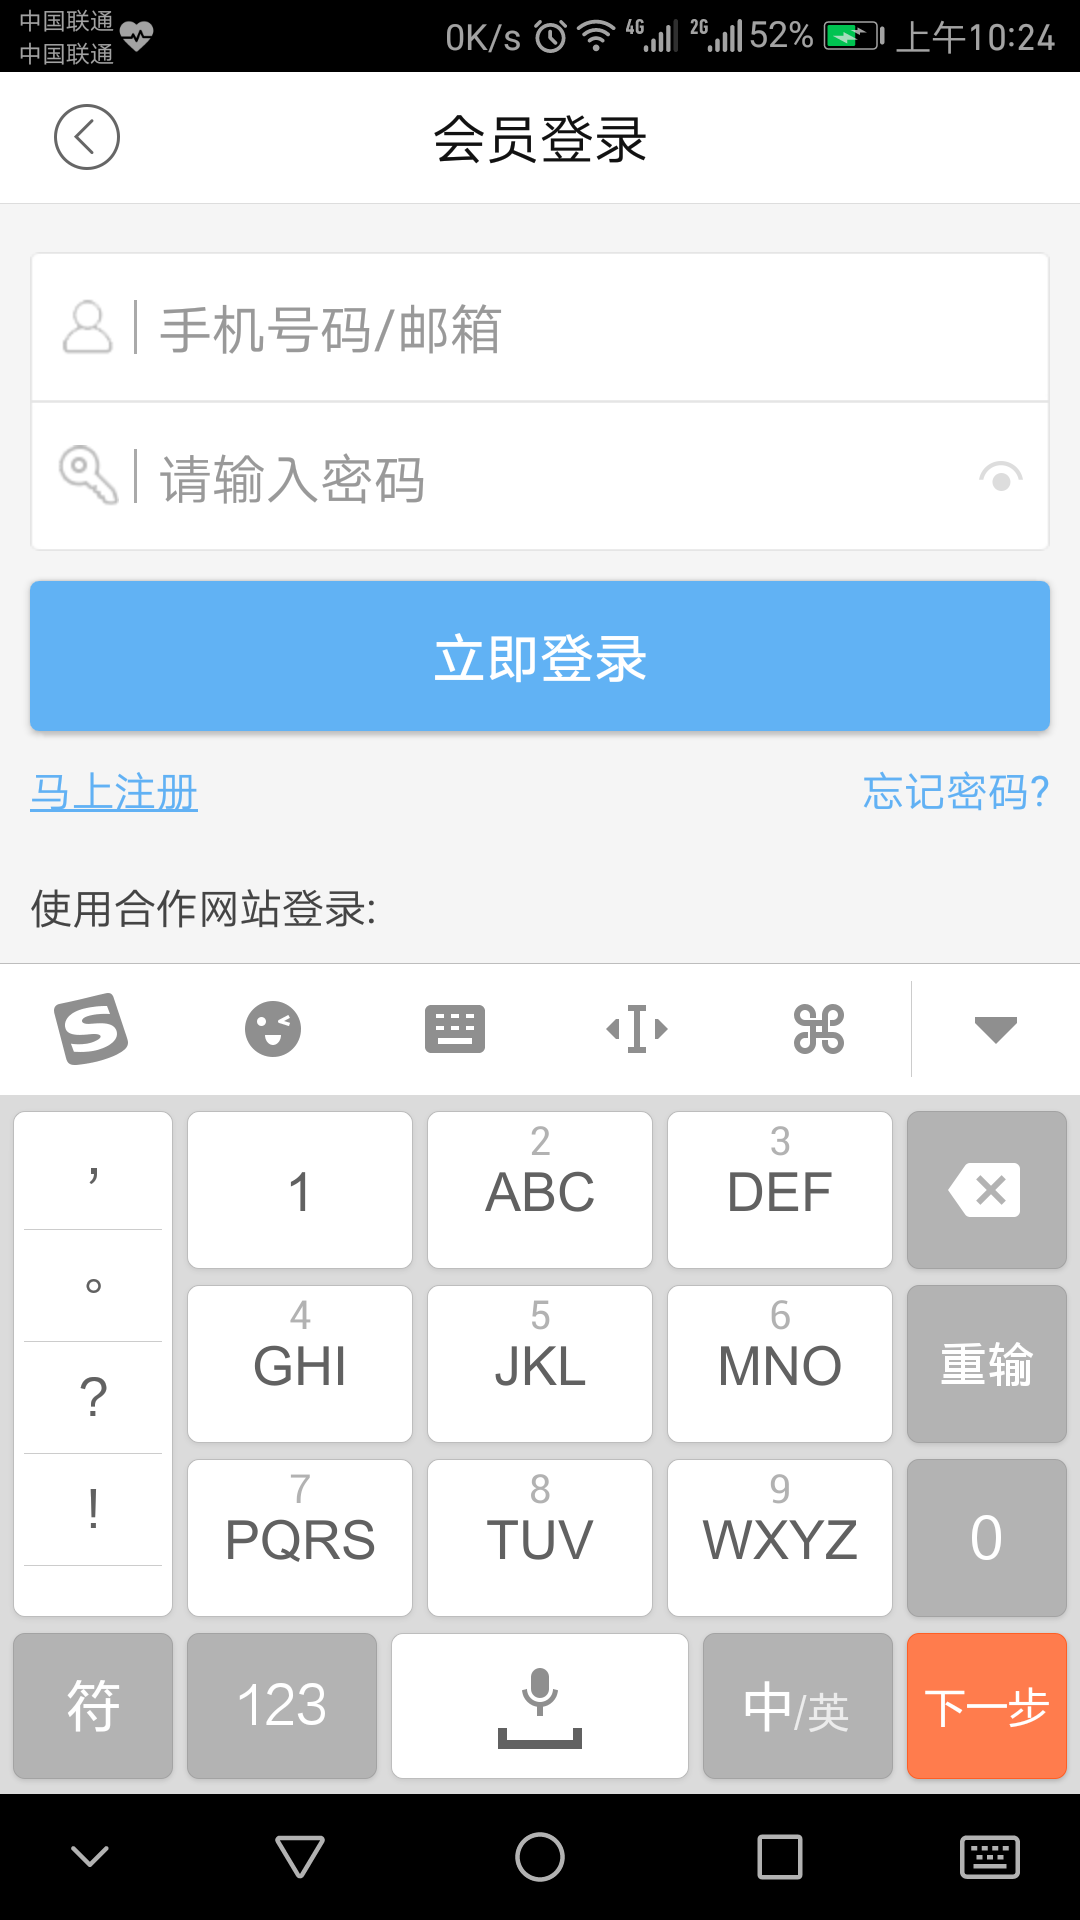 中国联通
中国联通
0K/s 4G 2G 52% 上午10:24
会员登录
手机号码/邮箱
请输入密码
立即登录
马上注册 忘记密码?
使用合作网站登录:
, 1 2 ABC 3 DEF
。 4 GHI 5 JKL 6 MNO 重输
?
! 7 PQRS 8 TUV 9 WXYZ 0
符 123 中/英 下一步